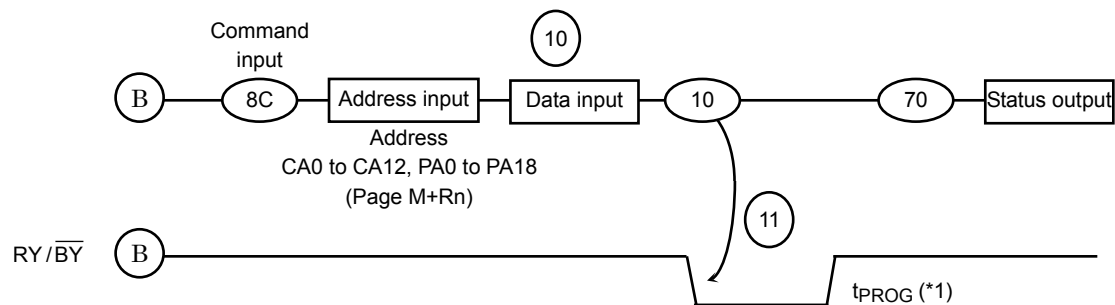 10
Command
input
B 8C Address input Data input 10 70 Status output
Address
CA0 to CA12, PA0 to PA18
(Page M+Rn)
11
RY/BY B
tPROG (*1)